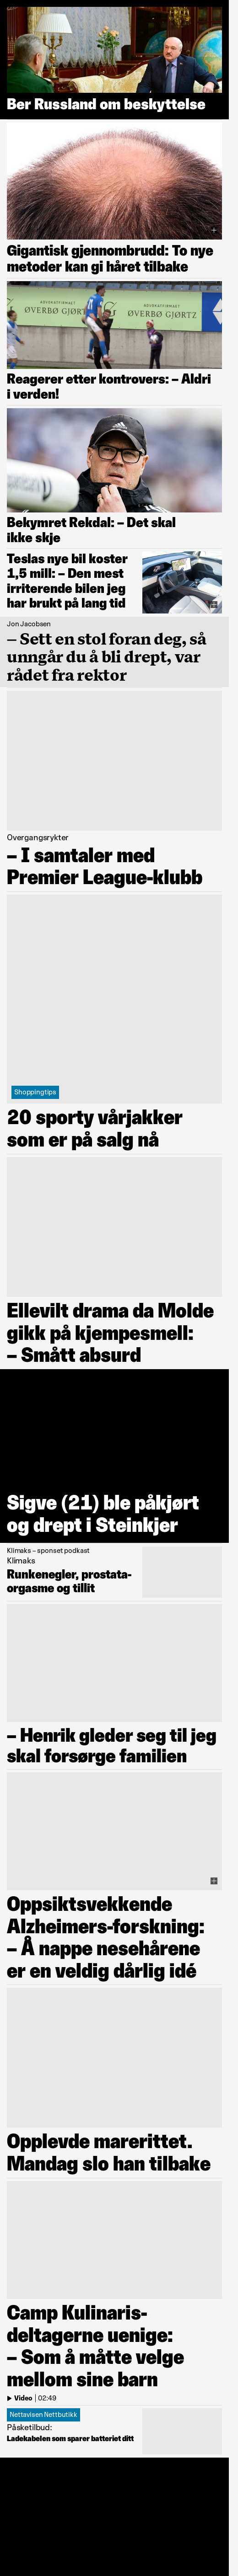 Ber Russland om beskyttelse
Gigantisk gjennombrudd: To nye
metoder kan gi håret tilbake
ADVOKATFIRMAET
ØVERBØ GJØRTZ
ADVOKATFIRMAET
ØVERBØ GJØRTZ
Reagerer etter kontrovers: – Aldri
i verden!
Bekymret Rekdal: – Det skal
ikke skje
Teslas nye bil koster
1,5 mill: – Den mest
irriterende bilen jeg
har brukt på lang tid
Jon Jacobsen
– Sett en stol foran deg, så
unngår du å bli drept, var
rådet fra rektor
Overgangsrykter
– I samtaler med
Premier League-klubb
Shoppingtips
20 sporty vårjakker
som er på salg nå
Ellevilt drama da Molde
gikk på kjempesmell:
– Smått absurd
Sigve (21) ble påkjørt
og drept i Steinkjer
Klimaks – sponset podkast
Klimaks
Runkenegler, prostata-
orgasme og tillit
– Henrik gleder seg til jeg
skal forsørge familien
Oppsiktsvekkende
Alzheimers-forskning:
– Å nappe nesehårene
er en veldig dårlig idé
Opplevde marerittet.
Mandag slo han tilbake
Camp Kulinaris-
deltagerne uenige:
– Som å måtte velge
mellom sine barn
Video | 02:49
Nettavisen Nettbutikk
Påsketilbud:
Ladekabelen som sparer batteriet ditt